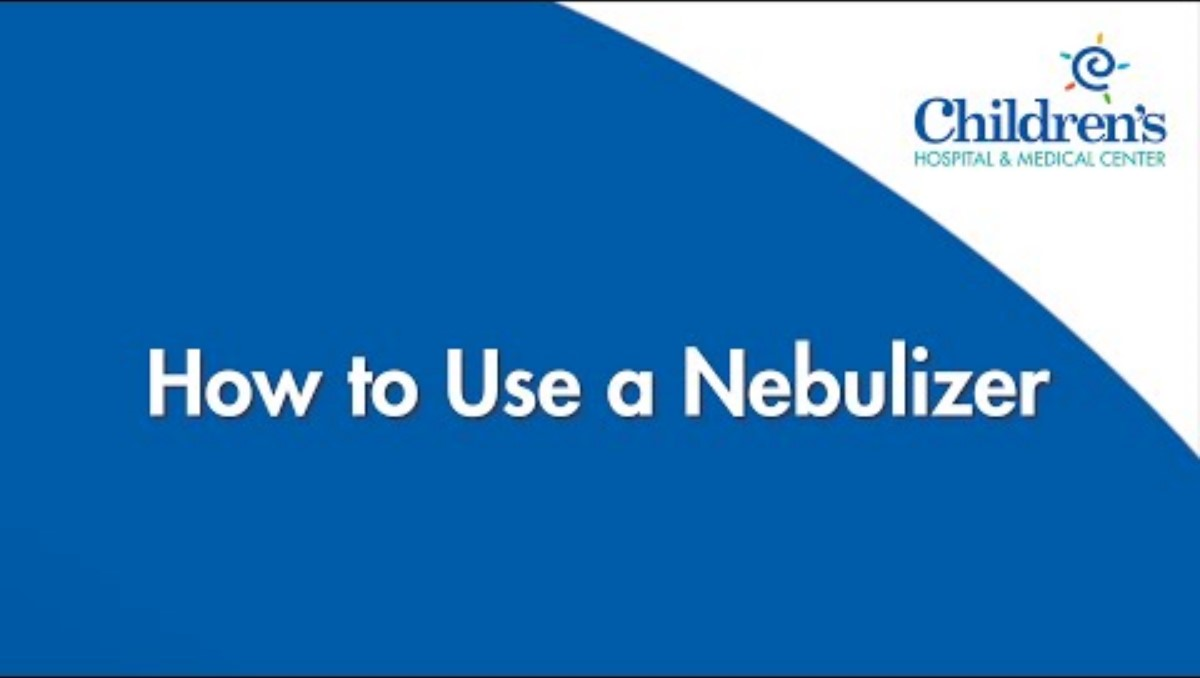 Children's
HOSPITAL & MEDICAL CENTER
How to Use a Nebulizer